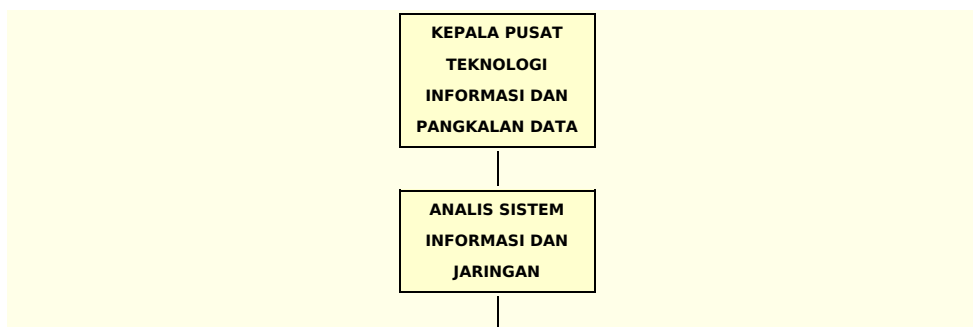 KEPALA PUSAT
TEKNOLOGI
INFORMASI DAN
PANGKALAN DATA
ANALIS SISTEM
INFORMASI DAN
JARINGAN